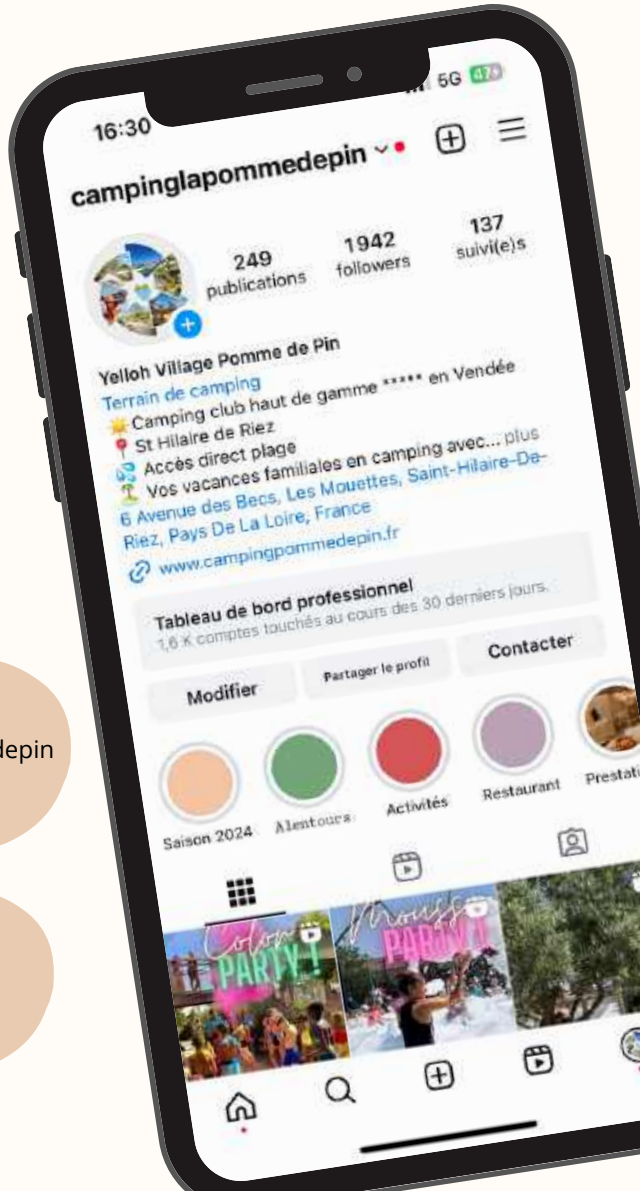 16:30
5G 47
campinglapommedepin
249
publications
1942
followers
137
suivi(e)s
Yelloh Village Pomme de Pin
Terrain de camping
Camping club haut de gamme ***** en Vendée
St Hilaire de Riez
Accès direct plage
Vos vacances familiales en camping avec... plus
6 Avenue des Becs, Les Mouettes, Saint-Hilaire-De-
Riez, Pays De La Loire, France
www.campingpommedepin.fr
Tableau de bord professionnel
1,6 K comptes touchés au cours des 30 derniers jours.
Modifier
Partager le profil
Contacter
depin
Saison 2024
Alentours
Activités
Restaurant
Prestati
Color
PARTY !
Mousse
PARTY !